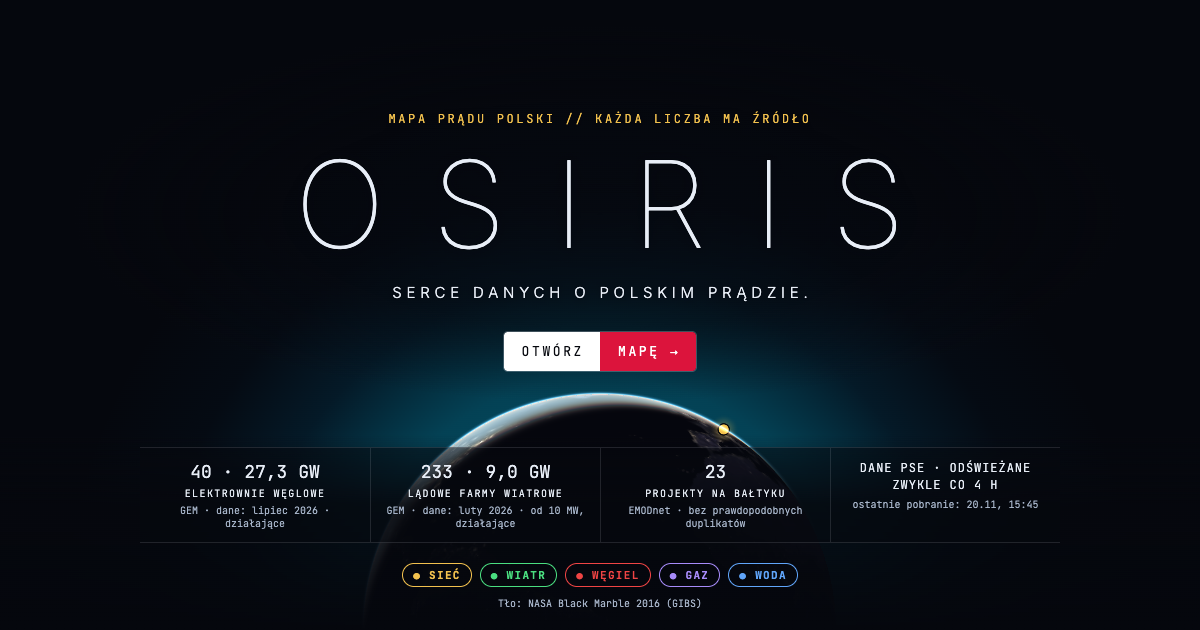 MAPA PRĄDU POLSKI // KAŻDA LICZBA MA ŹRÓDŁO
OSIRIS
SERCE DANYCH O POLSKIM PRĄDZIE.
OTWÓRZ MAPĘ →
40 · 27,3 GW
ELEKTROWNIE WĘGLOWE
GEM · dane: lipiec 2026 ·
działające
233 · 9,0 GW
LĄDOWE FARMY WIATROWE
GEM · dane: luty 2026 · od 10 MW,
działające
23
PROJEKTY NA BAŁTYKU
EMODnet · bez prawdopodobnych
duplikatów
DANE PSE · ODŚWIEŻANE
ZWYKLE CO 4 H
ostatnie pobranie: 20.11, 15:45
● SIEĆ ● WIATR ● WĘGIEL ● GAZ ● WODA
Tło: NASA Black Marble 2016 (GIBS)